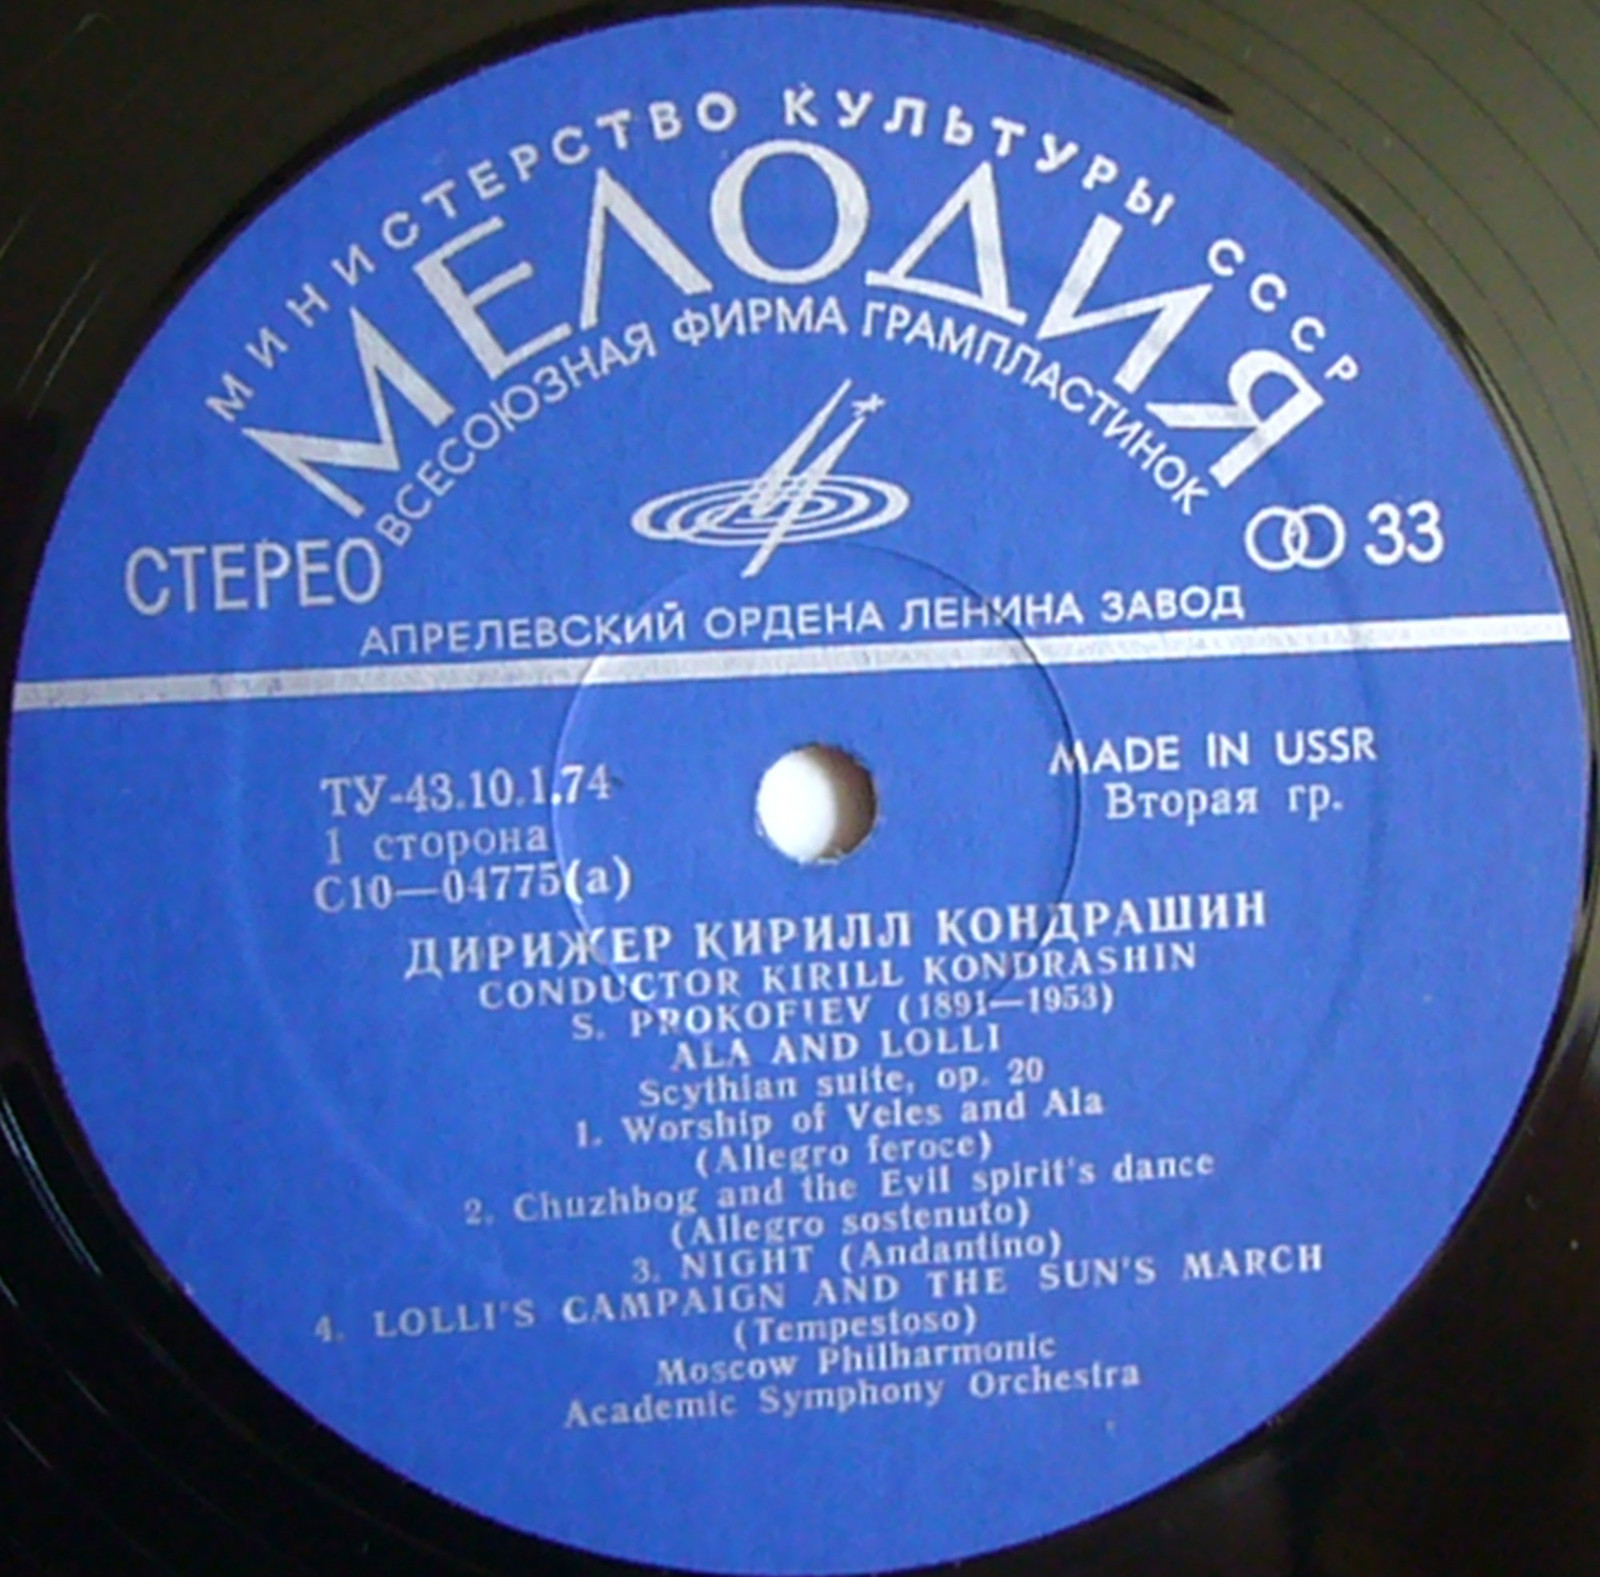 МИНИСТЕРСТВО КУЛЬТУРЫ СССР
МЕЛОДИЯ
ВСЕСОЮЗНАЯ ФИРМА ГРАМПЛАСТИНОК
СТЕРЕО
33
АПРЕЛЕВСКИЙ ОРДЕНА ЛЕНИНА ЗАВОД
MADE IN USSR
Вторая гр.
ТУ-43.10.1.74
1 сторона
С10—04775(а)
ДИРИЖЕР КИРИЛЛ КОНДРАШИН
CONDUCTOR KIRILL KONDRASHIN
S. PROKOFIEV (1891—1953)
ALA AND LOLLI
Scythian suite, op. 20
1. Worship of Veles and Ala
(Allegro feroce)
2. Chuzhbog and the Evil spirit's dance
(Allegro sostenuto)
3. NIGHT (Andantino)
4. LOLLI'S CAMPAIGN AND THE SUN'S MARCH
(Tempestoso)
Moscow Philharmonic
Academic Symphony Orchestra